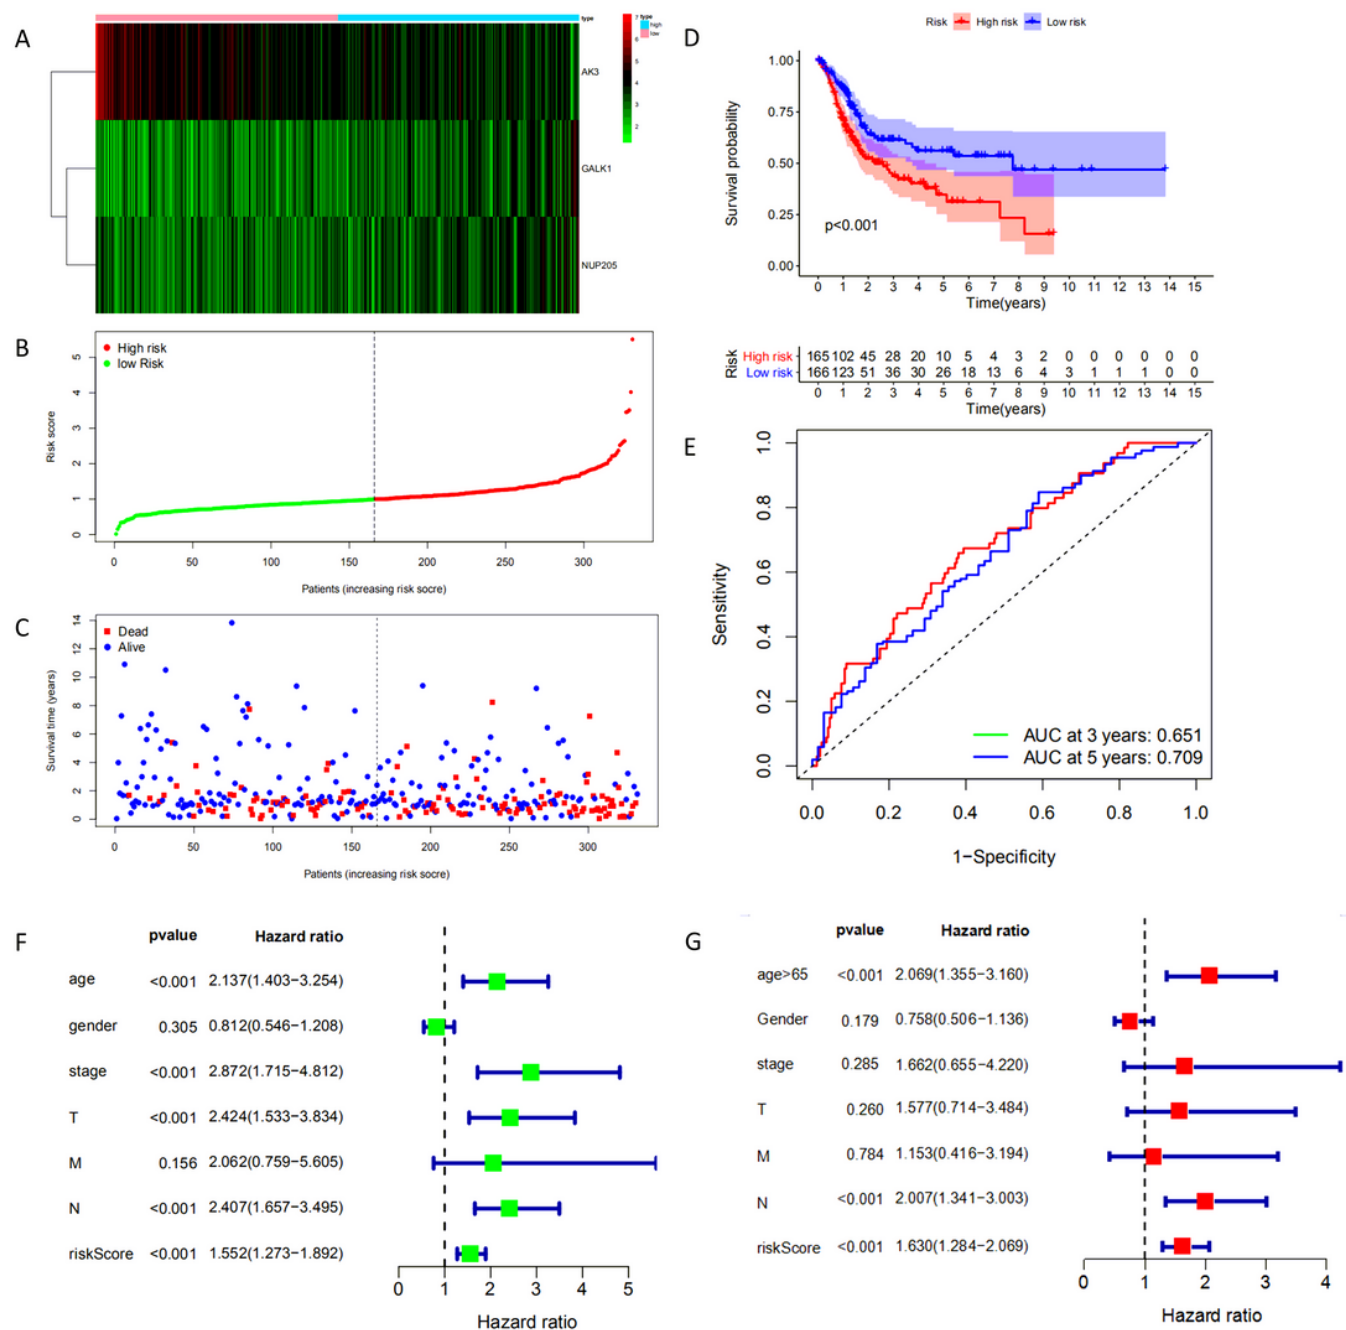 A
type
7
6
5
4
3
2
type
high
low
AK3
GALK1
NUP205
B
High risk
low Risk
Risk score
5
4
3
2
1
0
0 50 100 150 200 250 300
Patients (increasing risk socre)
C
Dead
Alive
Survival time (years)
14
12
10
8
6
4
2
0
0 50 100 150 200 250 300
Patients (increasing risk socre)
D
Risk High risk Low risk
Survival probability
1.00
0.75
0.50
0.25
0.00
p<0.001
0 1 2 3 4 5 6 7 8 9 10 11 12 13 14 15
Time(years)
Risk
High risk 165 102 45 28 20 10 5 4 3 2 0 0 0 0 0 0
Low risk 166 123 51 36 30 26 18 13 6 4 3 1 1 1 0 0
0 1 2 3 4 5 6 7 8 9 10 11 12 13 14 15
Time(years)
E
Sensitivity
1.0
0.8
0.6
0.4
0.2
0.0
AUC at 3 years: 0.651
AUC at 5 years: 0.709
0.0 0.2 0.4 0.6 0.8 1.0
1−Specificity
F
pvalue Hazard ratio
age <0.001 2.137(1.403−3.254)
gender 0.305 0.812(0.546−1.208)
stage <0.001 2.872(1.715−4.812)
T <0.001 2.424(1.533−3.834)
M 0.156 2.062(0.759−5.605)
N <0.001 2.407(1.657−3.495)
riskScore <0.001 1.552(1.273−1.892)
0 1 2 3 4 5
Hazard ratio
G
pvalue Hazard ratio
age>65 <0.001 2.069(1.355−3.160)
Gender 0.179 0.758(0.506−1.136)
stage 0.285 1.662(0.655−4.220)
T 0.260 1.577(0.714−3.484)
M 0.784 1.153(0.416−3.194)
N <0.001 2.007(1.341−3.003)
riskScore <0.001 1.630(1.284−2.069)
0 1 2 3 4
Hazard ratio